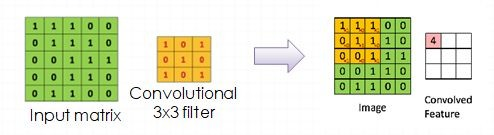 1 1 1 0 0
0 1 1 1 0
0 0 1 1 1
0 0 1 1 0
0 1 1 0 0
Input matrix
1 0 1
0 1 0
1 0 1
Convolutional
3x3 filter
1 1 1 0 0
0 1 1 1 0
0 0 1 1 1
0 0 1 1 0
0 1 1 0 0
Image
4
Convolved
Feature